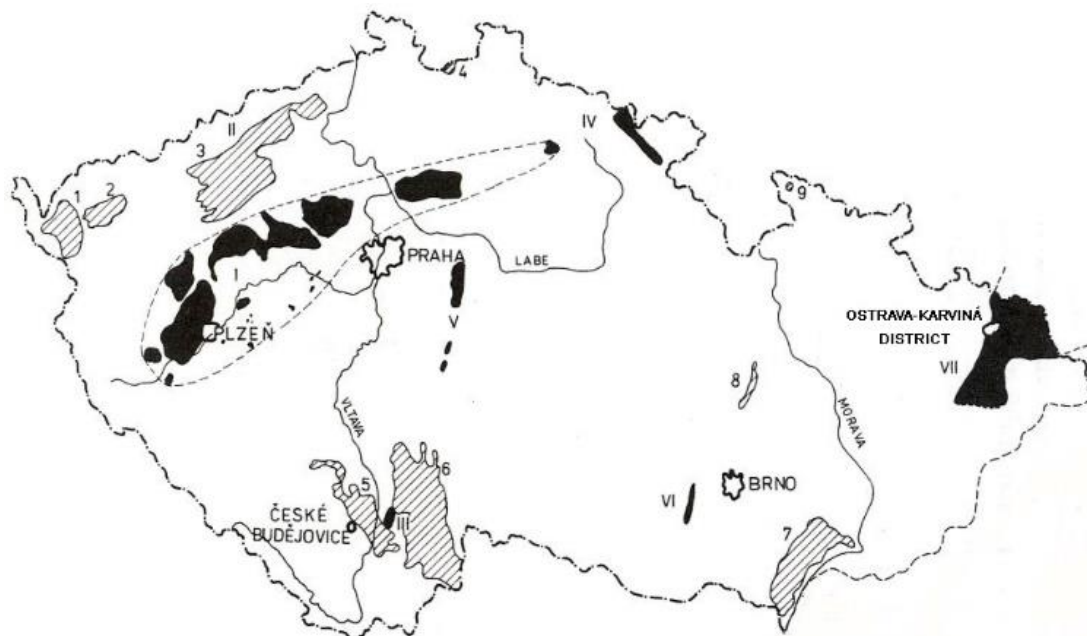 4
II
IV
3
1
2
9
PRAHA
LABE
I
OSTRAVA-KARVINÁ
DISTRICT
PLZEŇ
V
VII
8
VLTAVA
MORAVA
6
5
BRNO
VI
ČESKÉ
BUDĚJOVICE
III
7